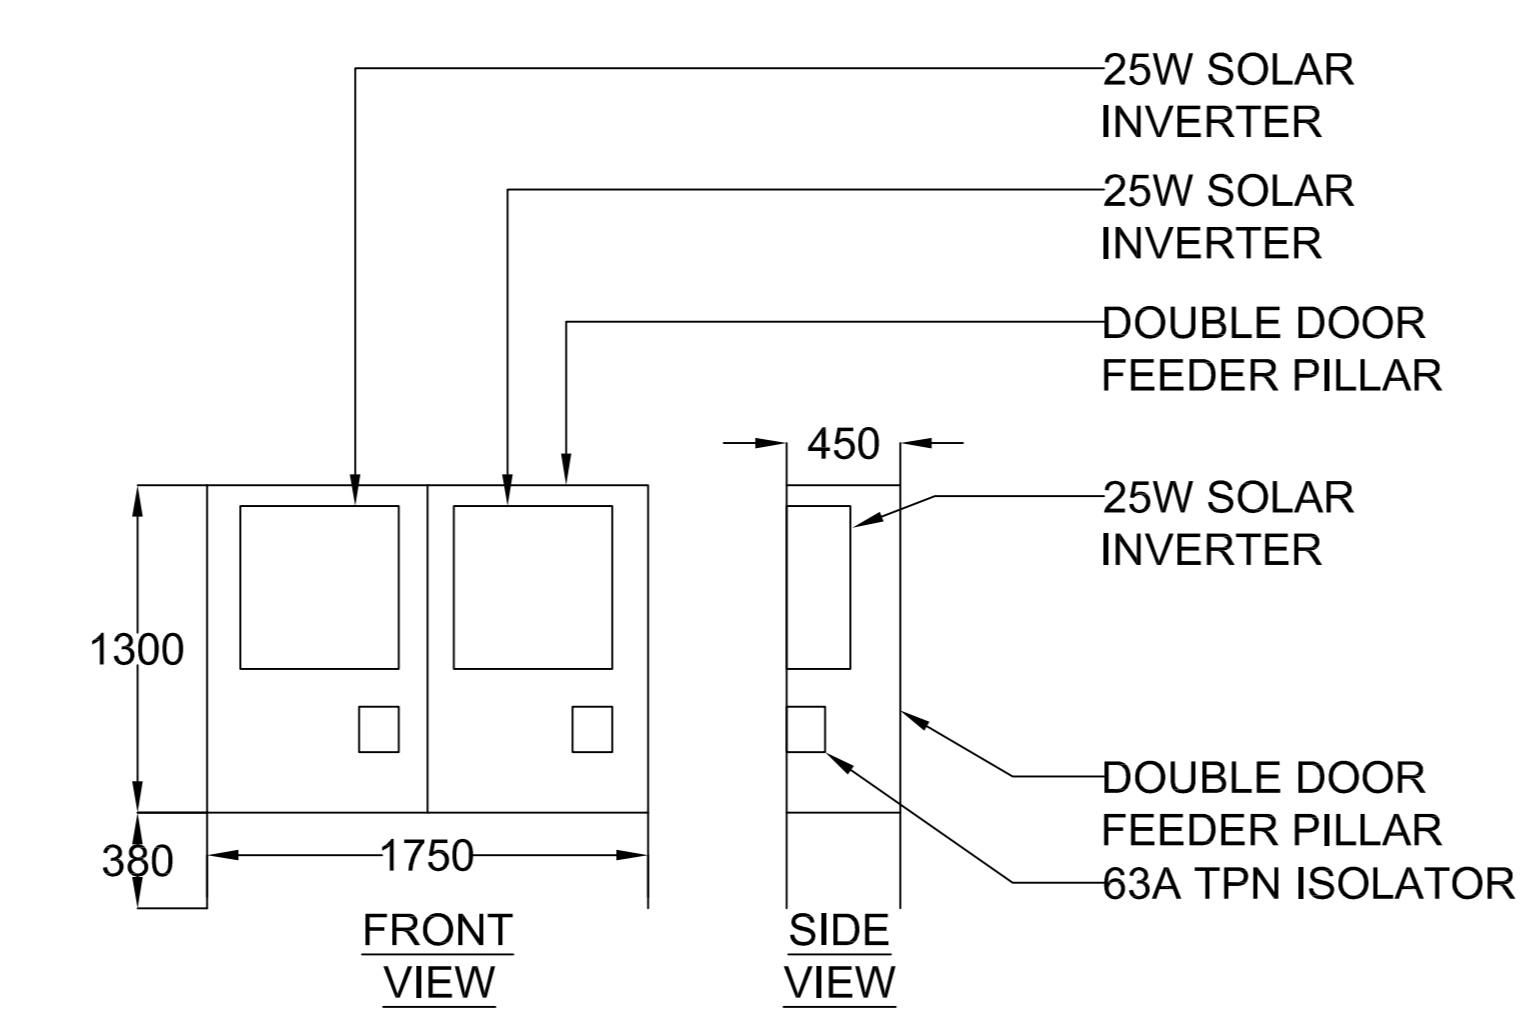 25W SOLAR
INVERTER
25W SOLAR
INVERTER
DOUBLE DOOR
FEEDER PILLAR
450
25W SOLAR
INVERTER
1300
DOUBLE DOOR
FEEDER PILLAR
380
1750
63A TPN ISOLATOR
FRONT
VIEW
SIDE
VIEW